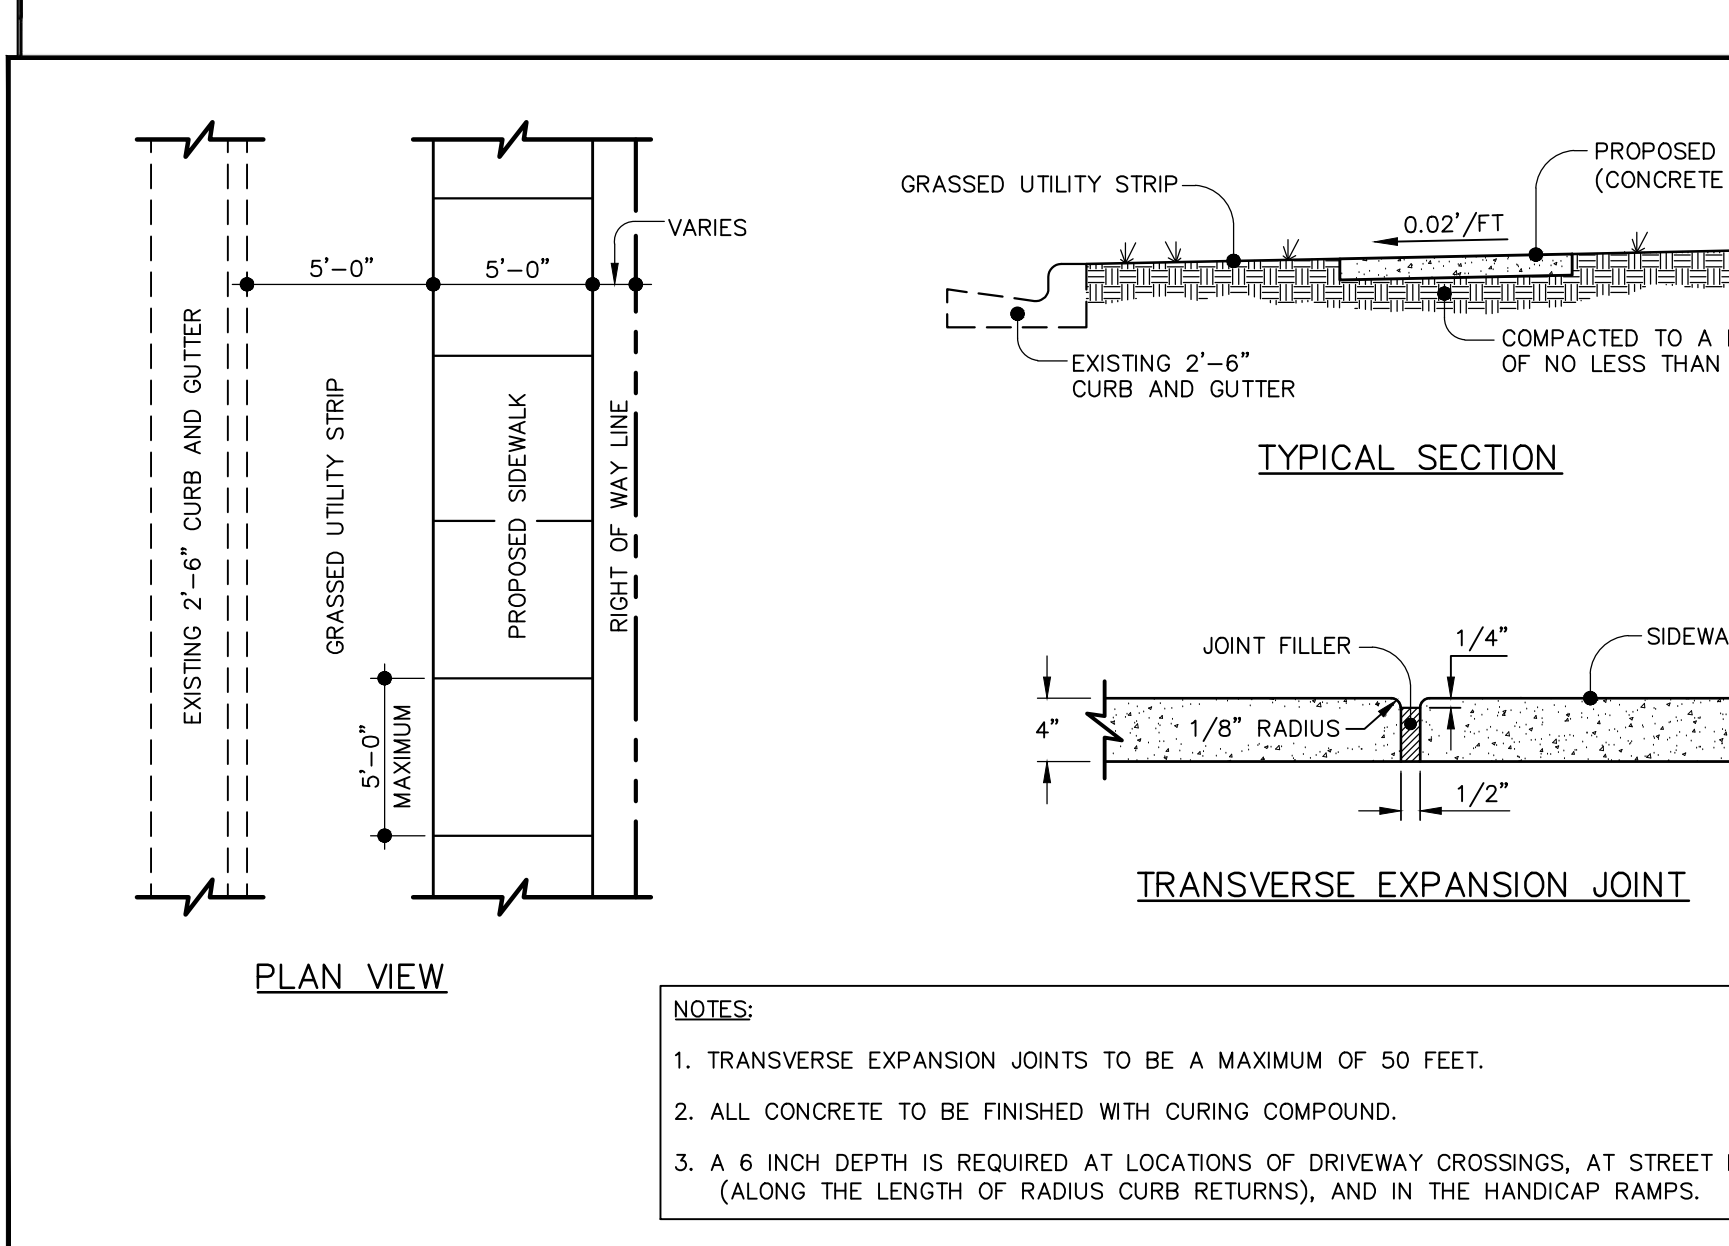 5'-0"
5'-0"
VARIES
EXISTING 2'-6" CURB AND GUTTER
GRASSED UTILITY STRIP
PROPOSED SIDEWALK
RIGHT OF WAY LINE
5'-0"
MAXIMUM
PLAN VIEW
GRASSED UTILITY STRIP
0.02'/FT
PROPOSED
(CONCRETE
EXISTING 2'-6"
CURB AND GUTTER
COMPACTED TO A
OF NO LESS THAN
TYPICAL SECTION
JOINT FILLER
1/4"
4"
1/8" RADIUS
1/2"
TRANSVERSE EXPANSION JOINT
NOTES:
1. TRANSVERSE EXPANSION JOINTS TO BE A MAXIMUM OF 50 FEET.
2. ALL CONCRETE TO BE FINISHED WITH CURING COMPOUND.
3. A 6 INCH DEPTH IS REQUIRED AT LOCATIONS OF DRIVEWAY CROSSINGS, AT STREET
(ALONG THE LENGTH OF RADIUS CURB RETURNS), AND IN THE HANDICAP RAMPS.